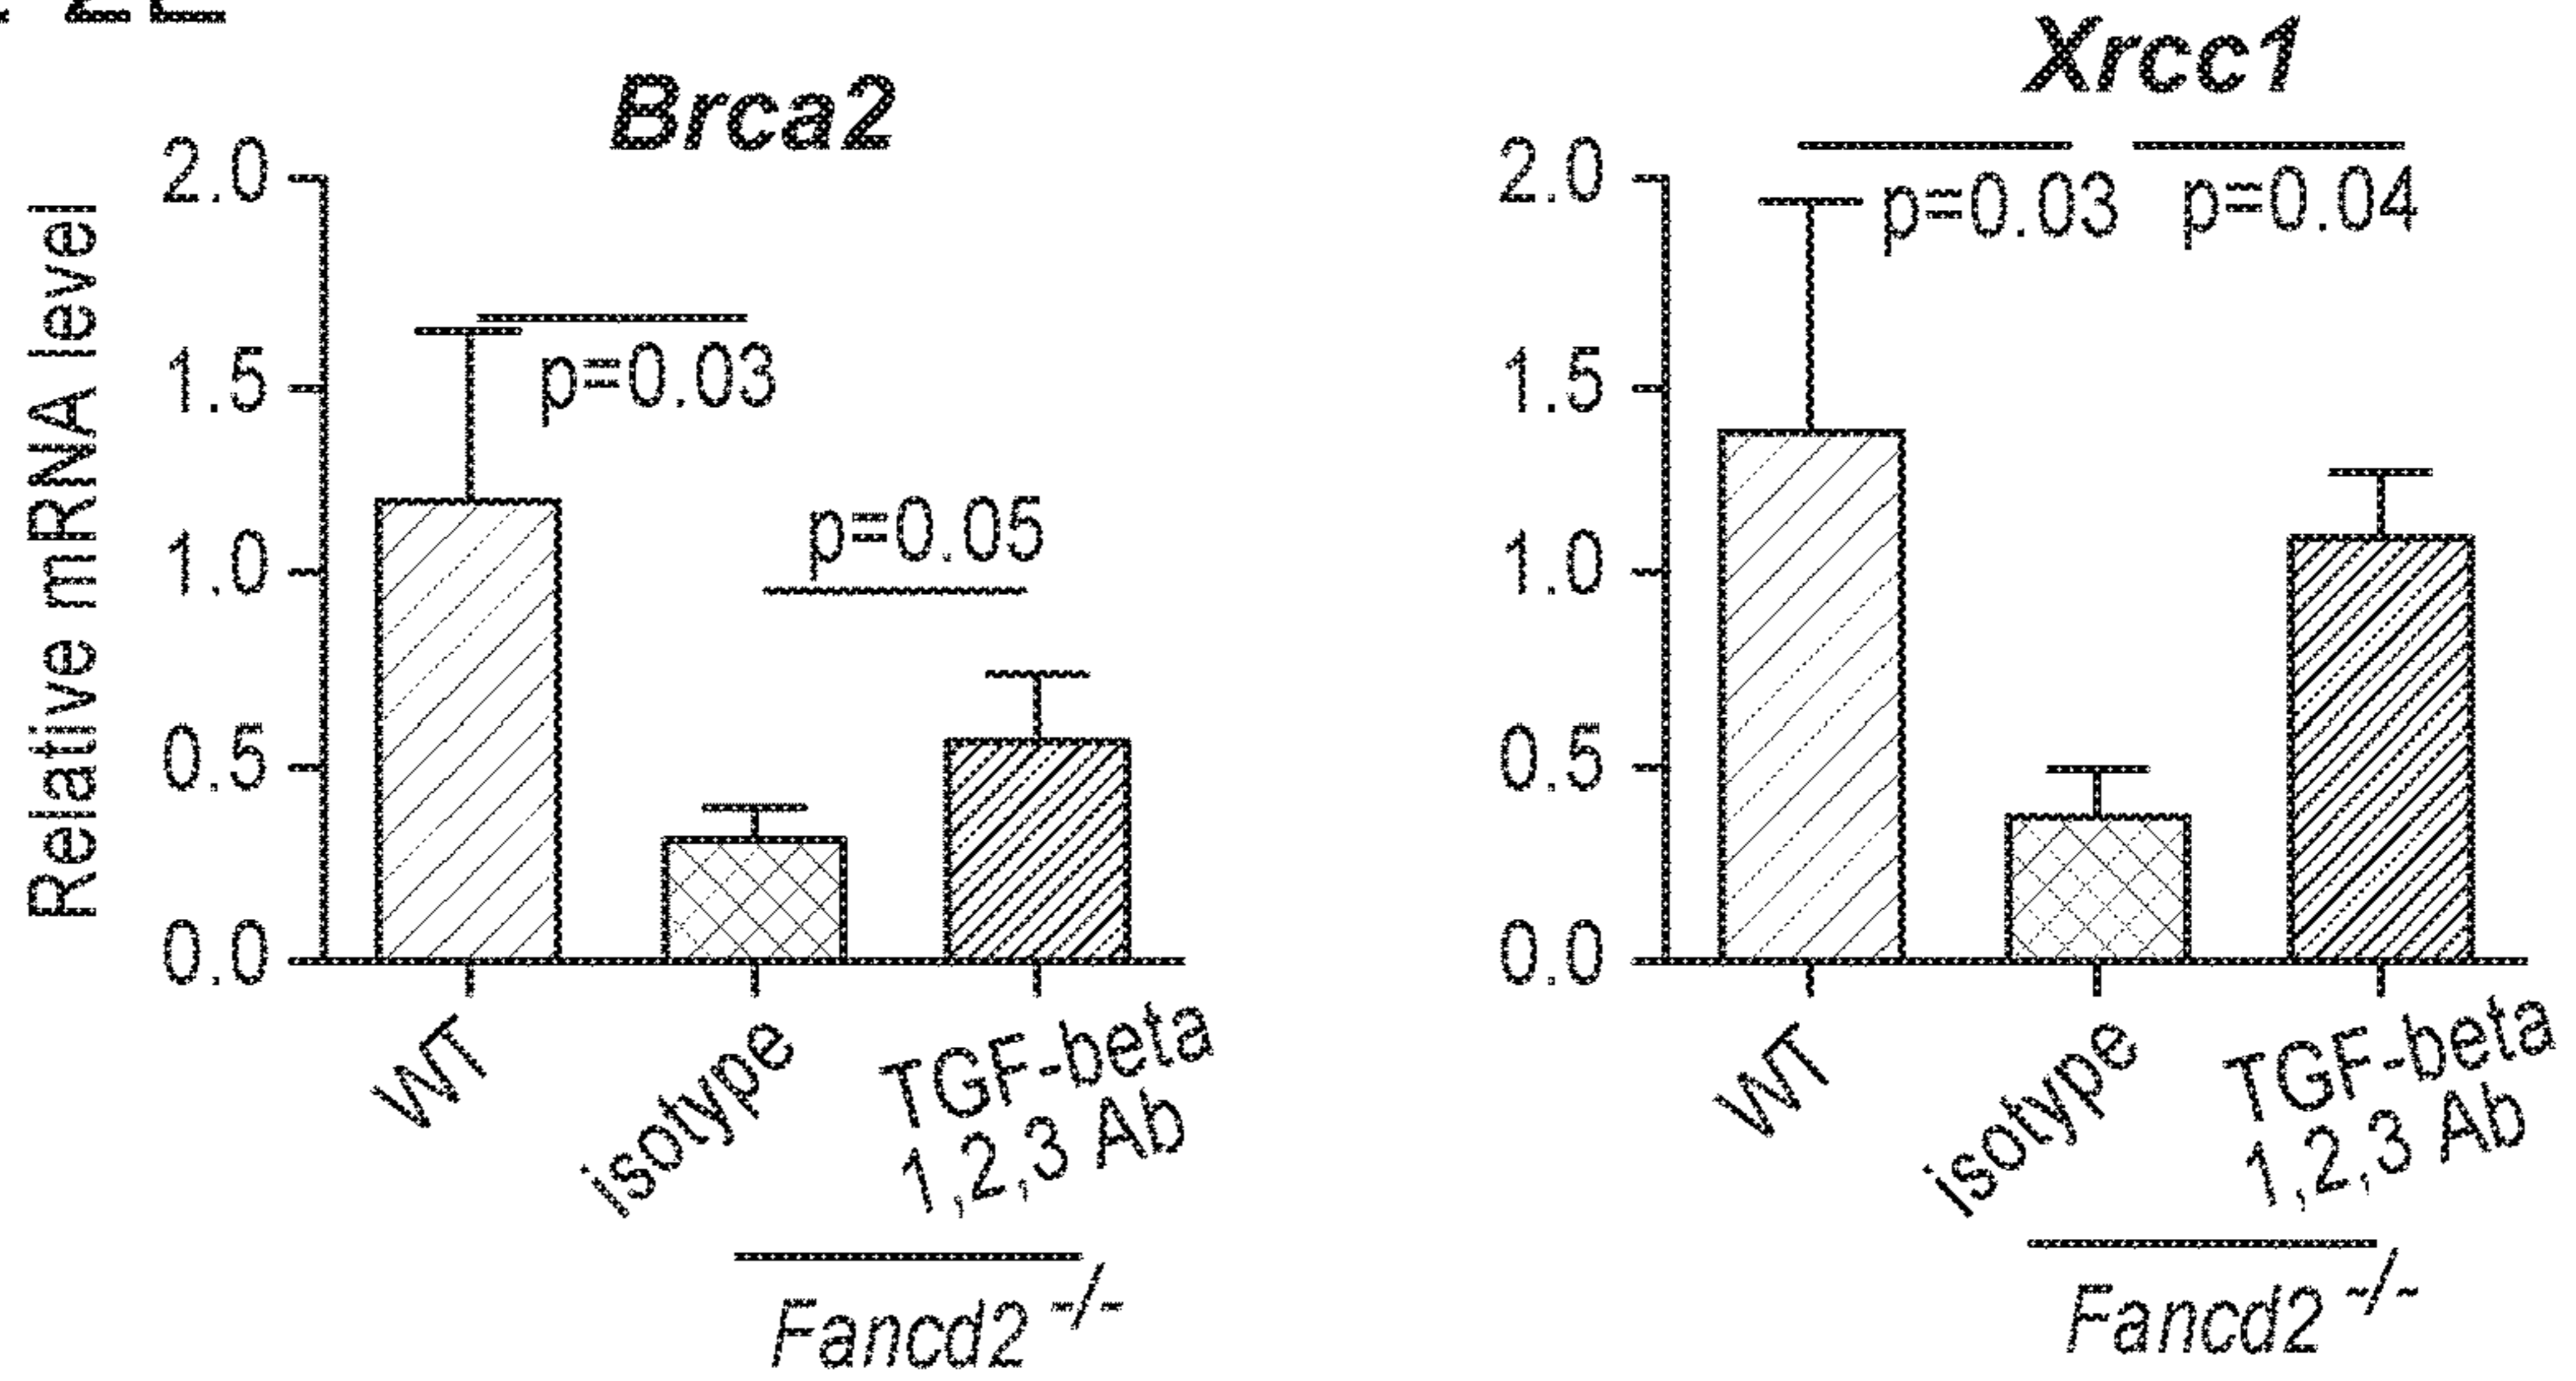 Brca2
Relative mRNA level
2.0
1.5
1.0
0.5
0.0
p=0.03
p=0.05
WT
isotype
TGF-beta
1,2,3 Ab
Fancd2 -/-
Xrcc1
2.0
1.5
1.0
0.5
0.0
p=0.03
p=0.04
WT
isotype
TGF-beta
1,2,3 Ab
Fancd2 -/-